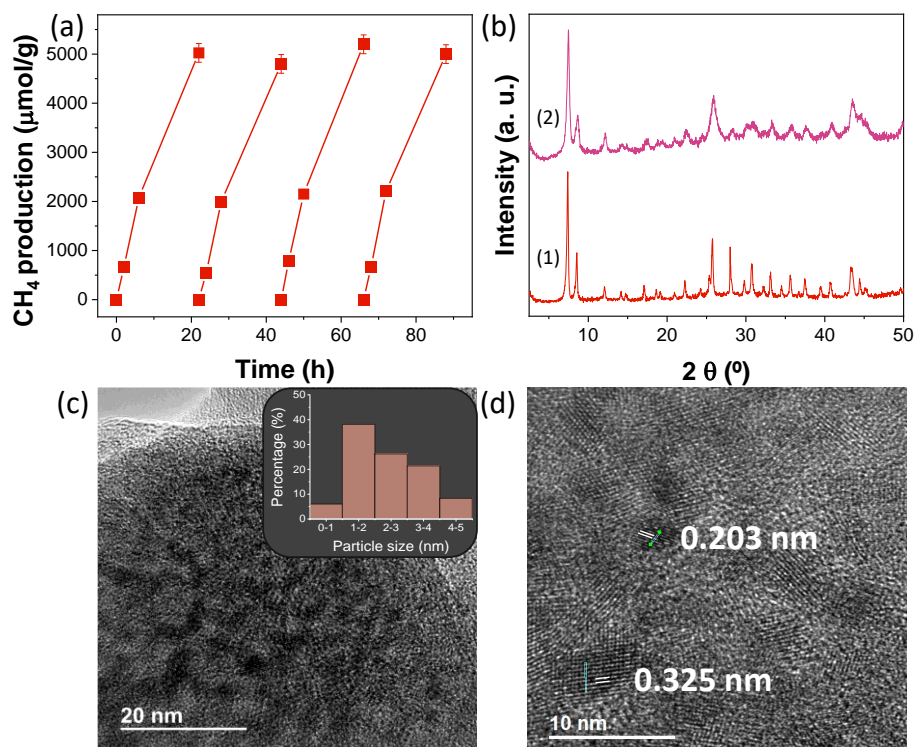 (a)
CH4 production (μmol/g)
5000
4000
3000
2000
1000
0
0 20 40 60 80
Time (h)
(b)
Intensity (a. u.)
(2)
(1)
10 20 30 40 50
2 θ (⁰)
(c)
Percentage (%)
50
40
30
20
10
0
0-1 1-2 2-3 3-4 4-5
Particle size (nm)
20 nm
(d)
0.203 nm
0.325 nm
10 nm